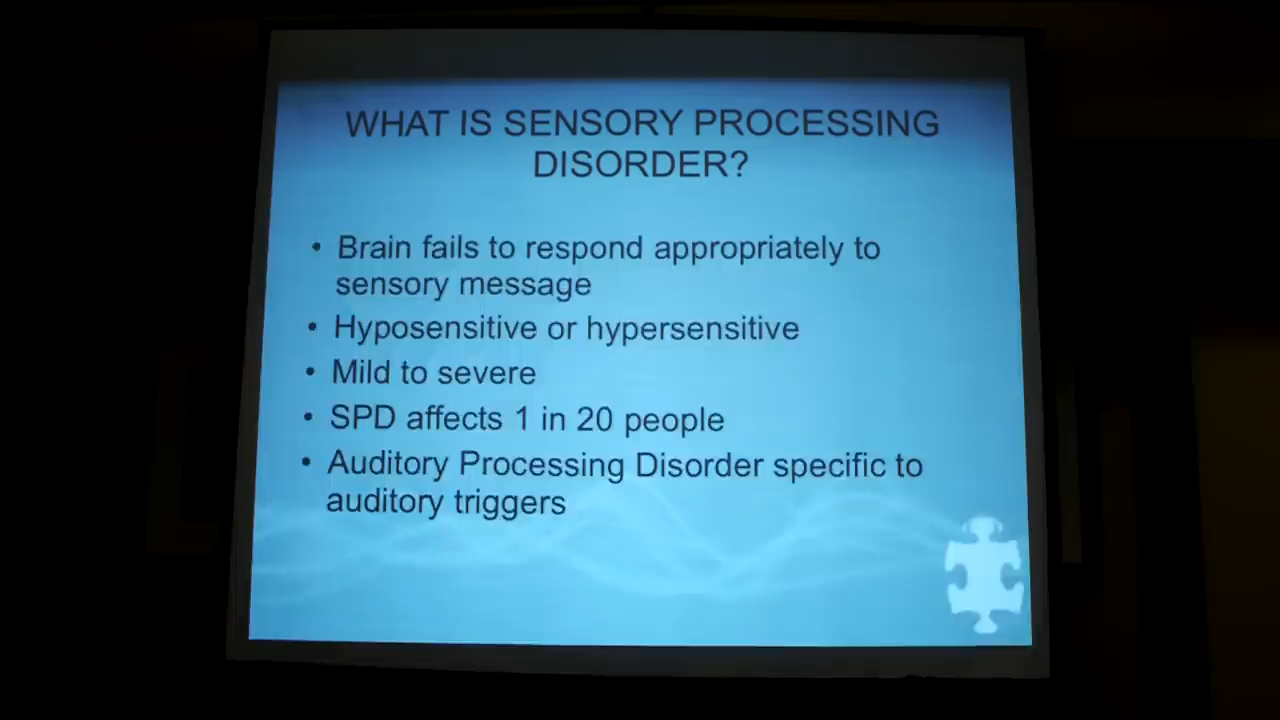 WHAT IS SENSORY PROCESSING
DISORDER?
• Brain fails to respond appropriately to
sensory message
• Hyposensitive or hypersensitive
• Mild to severe
• SPD affects 1 in 20 people
• Auditory Processing Disorder specific to
auditory triggers